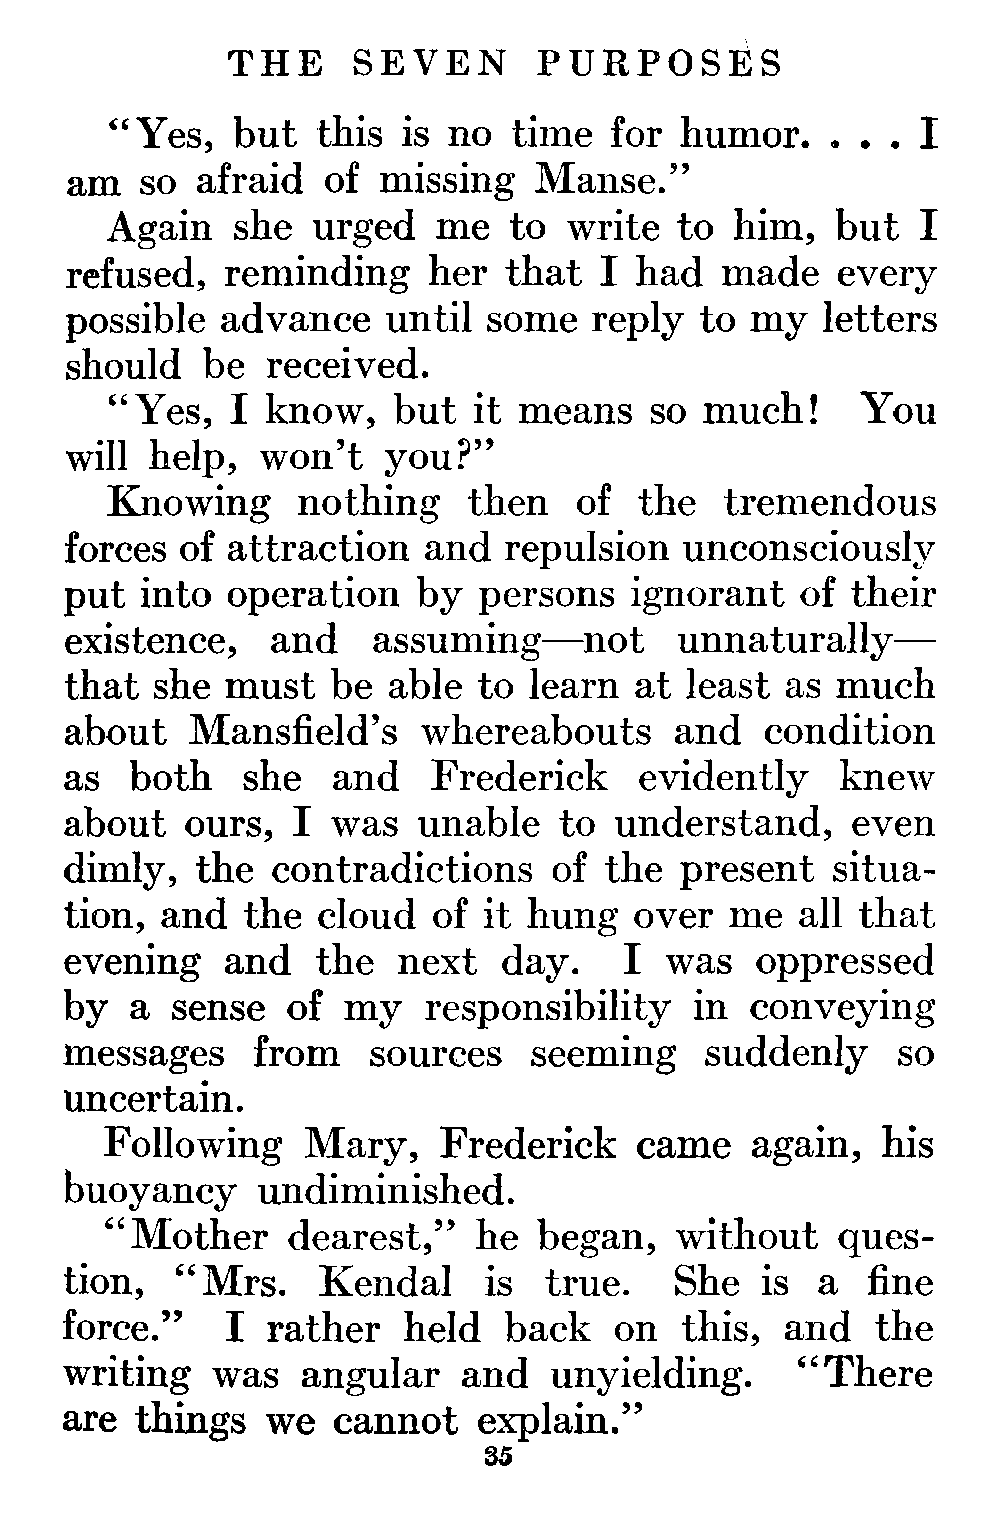 THE SEVEN PURPOSES
“Yes, but this is no time for humor. . . . I
am so afraid of missing Manse.”
Again she urged me to write to him, but I
refused, reminding her that I had made every
possible advance until some reply to my letters
should be received.
“Yes, I know, but it means so much! You
will help, won’t you?”
Knowing nothing then of the tremendous
forces of attraction and repulsion unconsciously
put into operation by persons ignorant of their
existence, and assuming—not unnaturally—
that she must be able to learn at least as much
about Mansfield’s whereabouts and condition
as both she and Frederick evidently knew
about ours, I was unable to understand, even
dimly, the contradictions of the present situa-
tion, and the cloud of it hung over me all that
evening and the next day. I was oppressed
by a sense of my responsibility in conveying
messages from sources seeming suddenly so
uncertain.
Following Mary, Frederick came again, his
buoyancy undiminished.
“Mother dearest,” he began, without ques-
tion, “Mrs. Kendal is true. She is a fine
force.” I rather held back on this, and the
writing was angular and unyielding. “There
are things we cannot explain.”
35